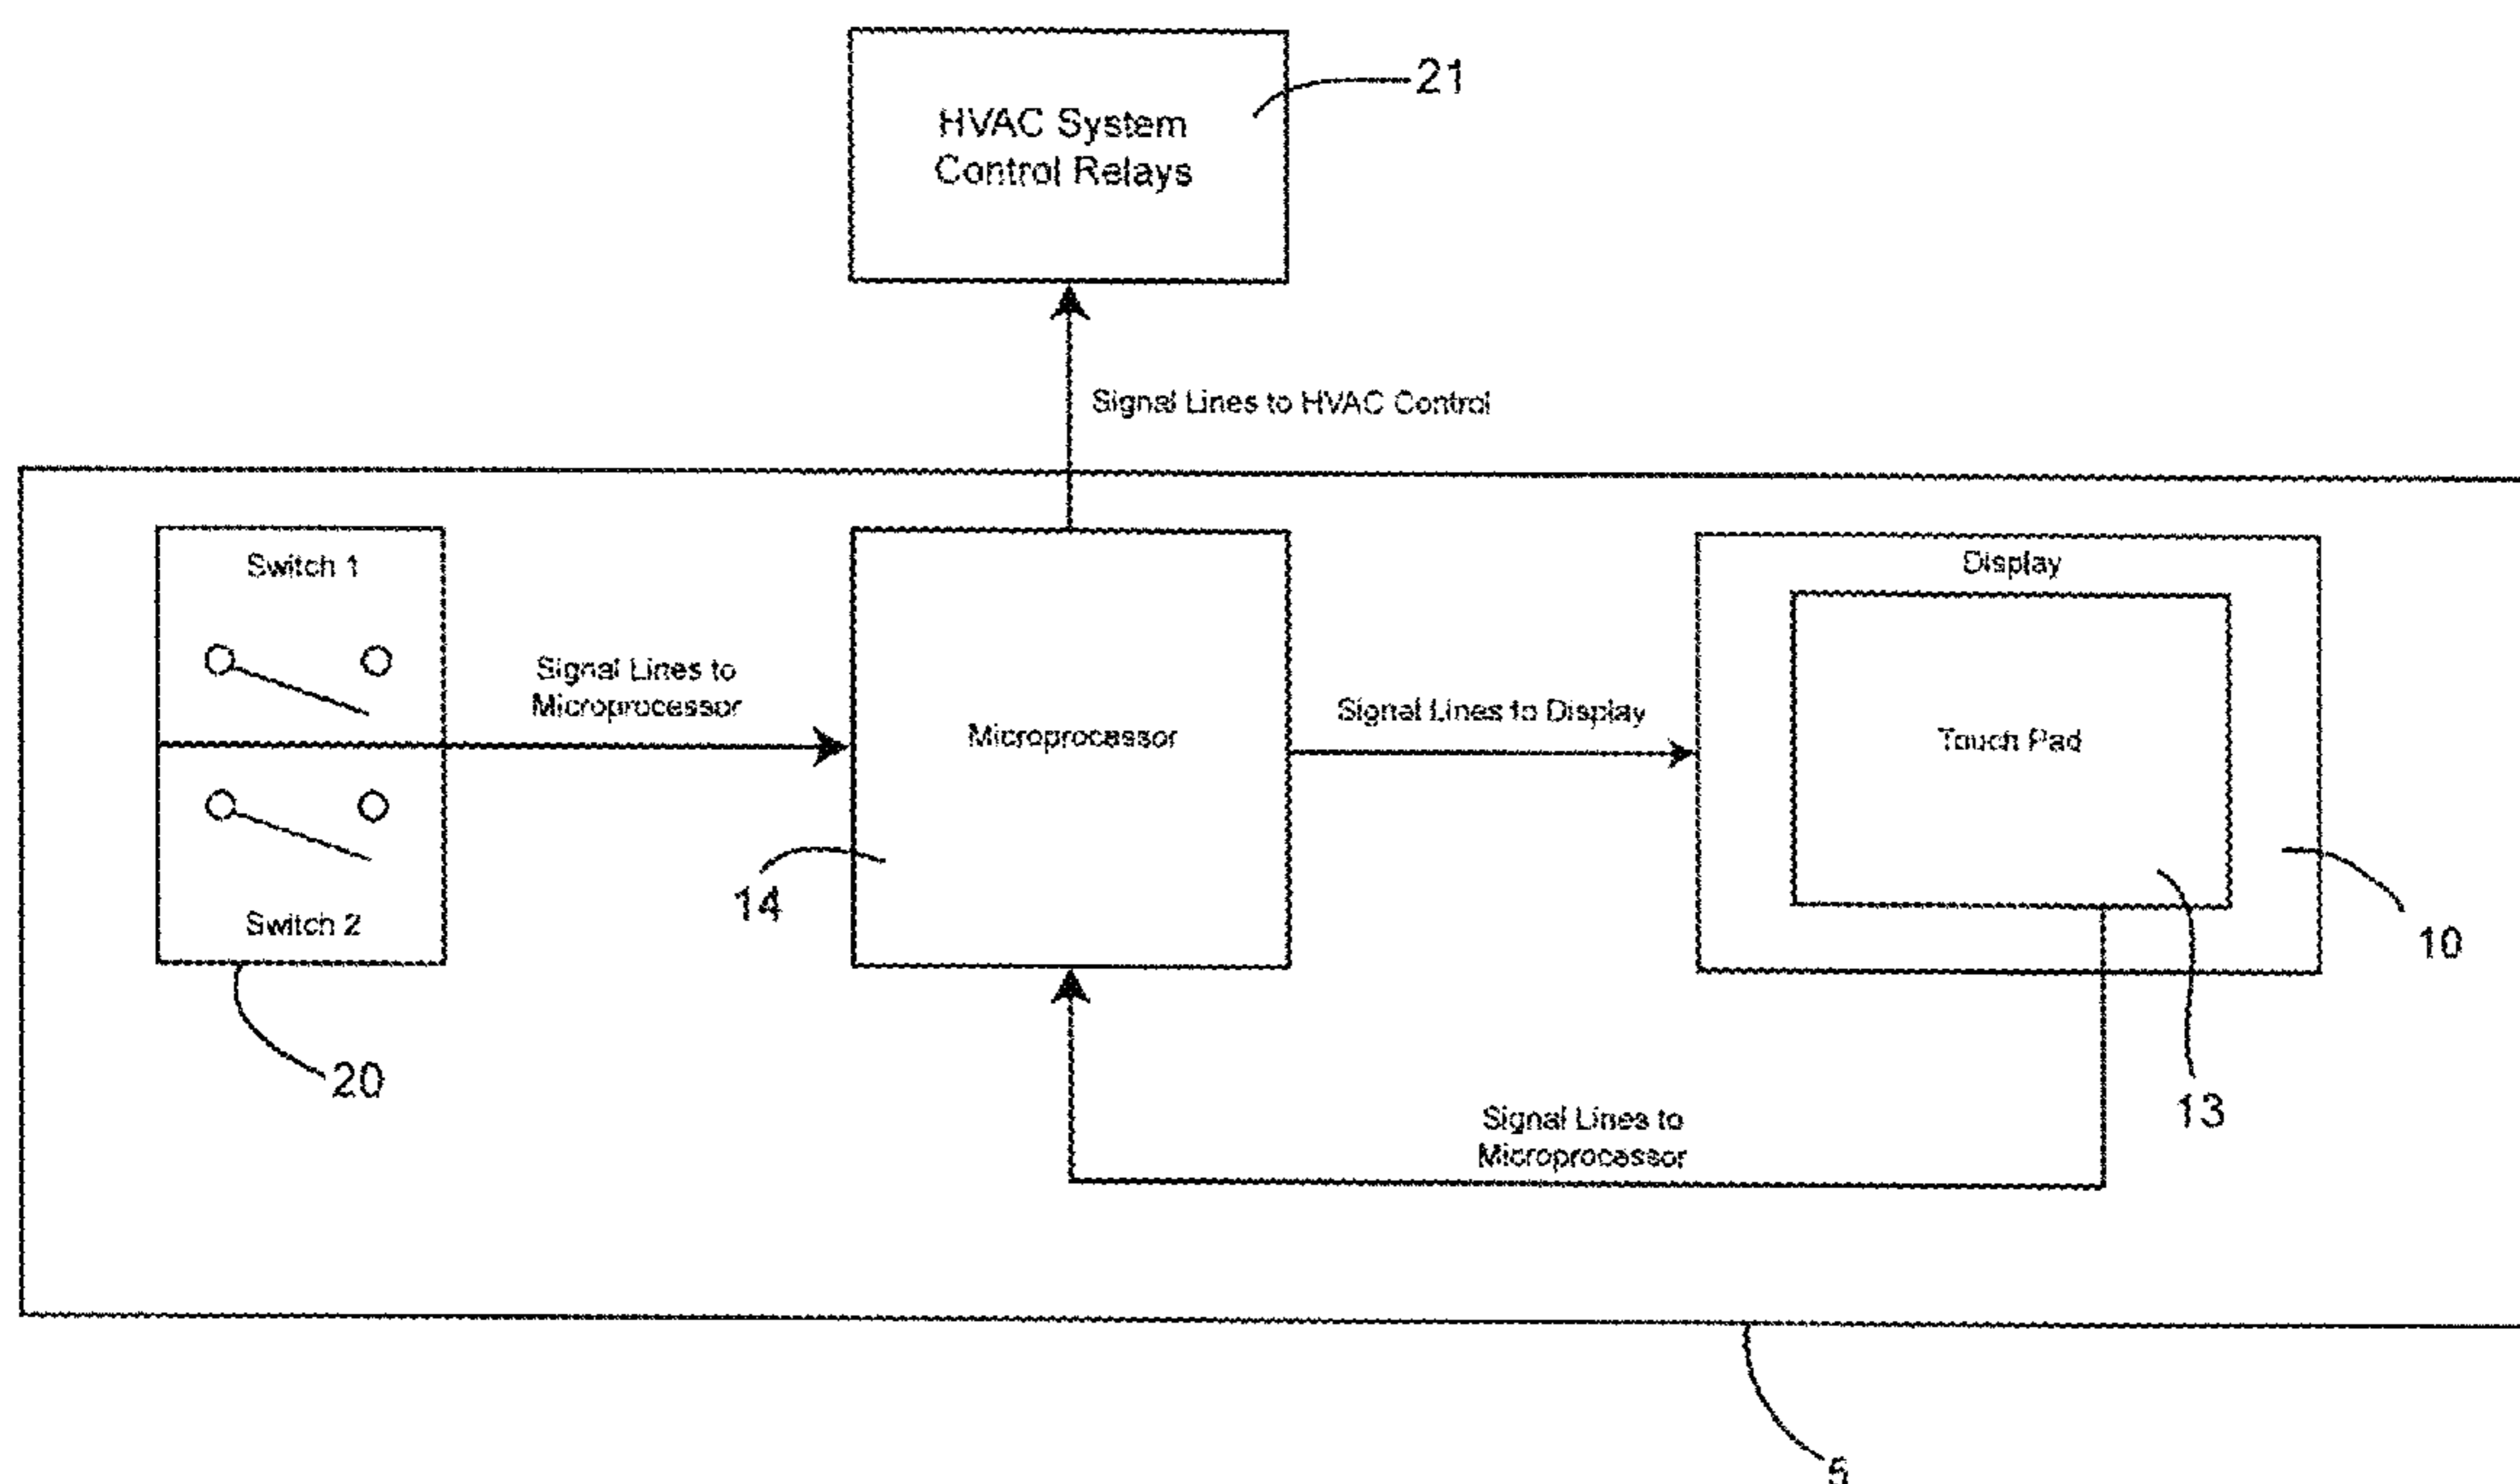 HVAC System
Control Relays
21
Signal Lines to HVAC Control
Switch 1
Switch 2
20
Signal Lines to
Microprocessor
Microprocessor
14
Signal Lines to Display
Display
Touch Pad
10
13
Signal Lines to
Microprocessor
5